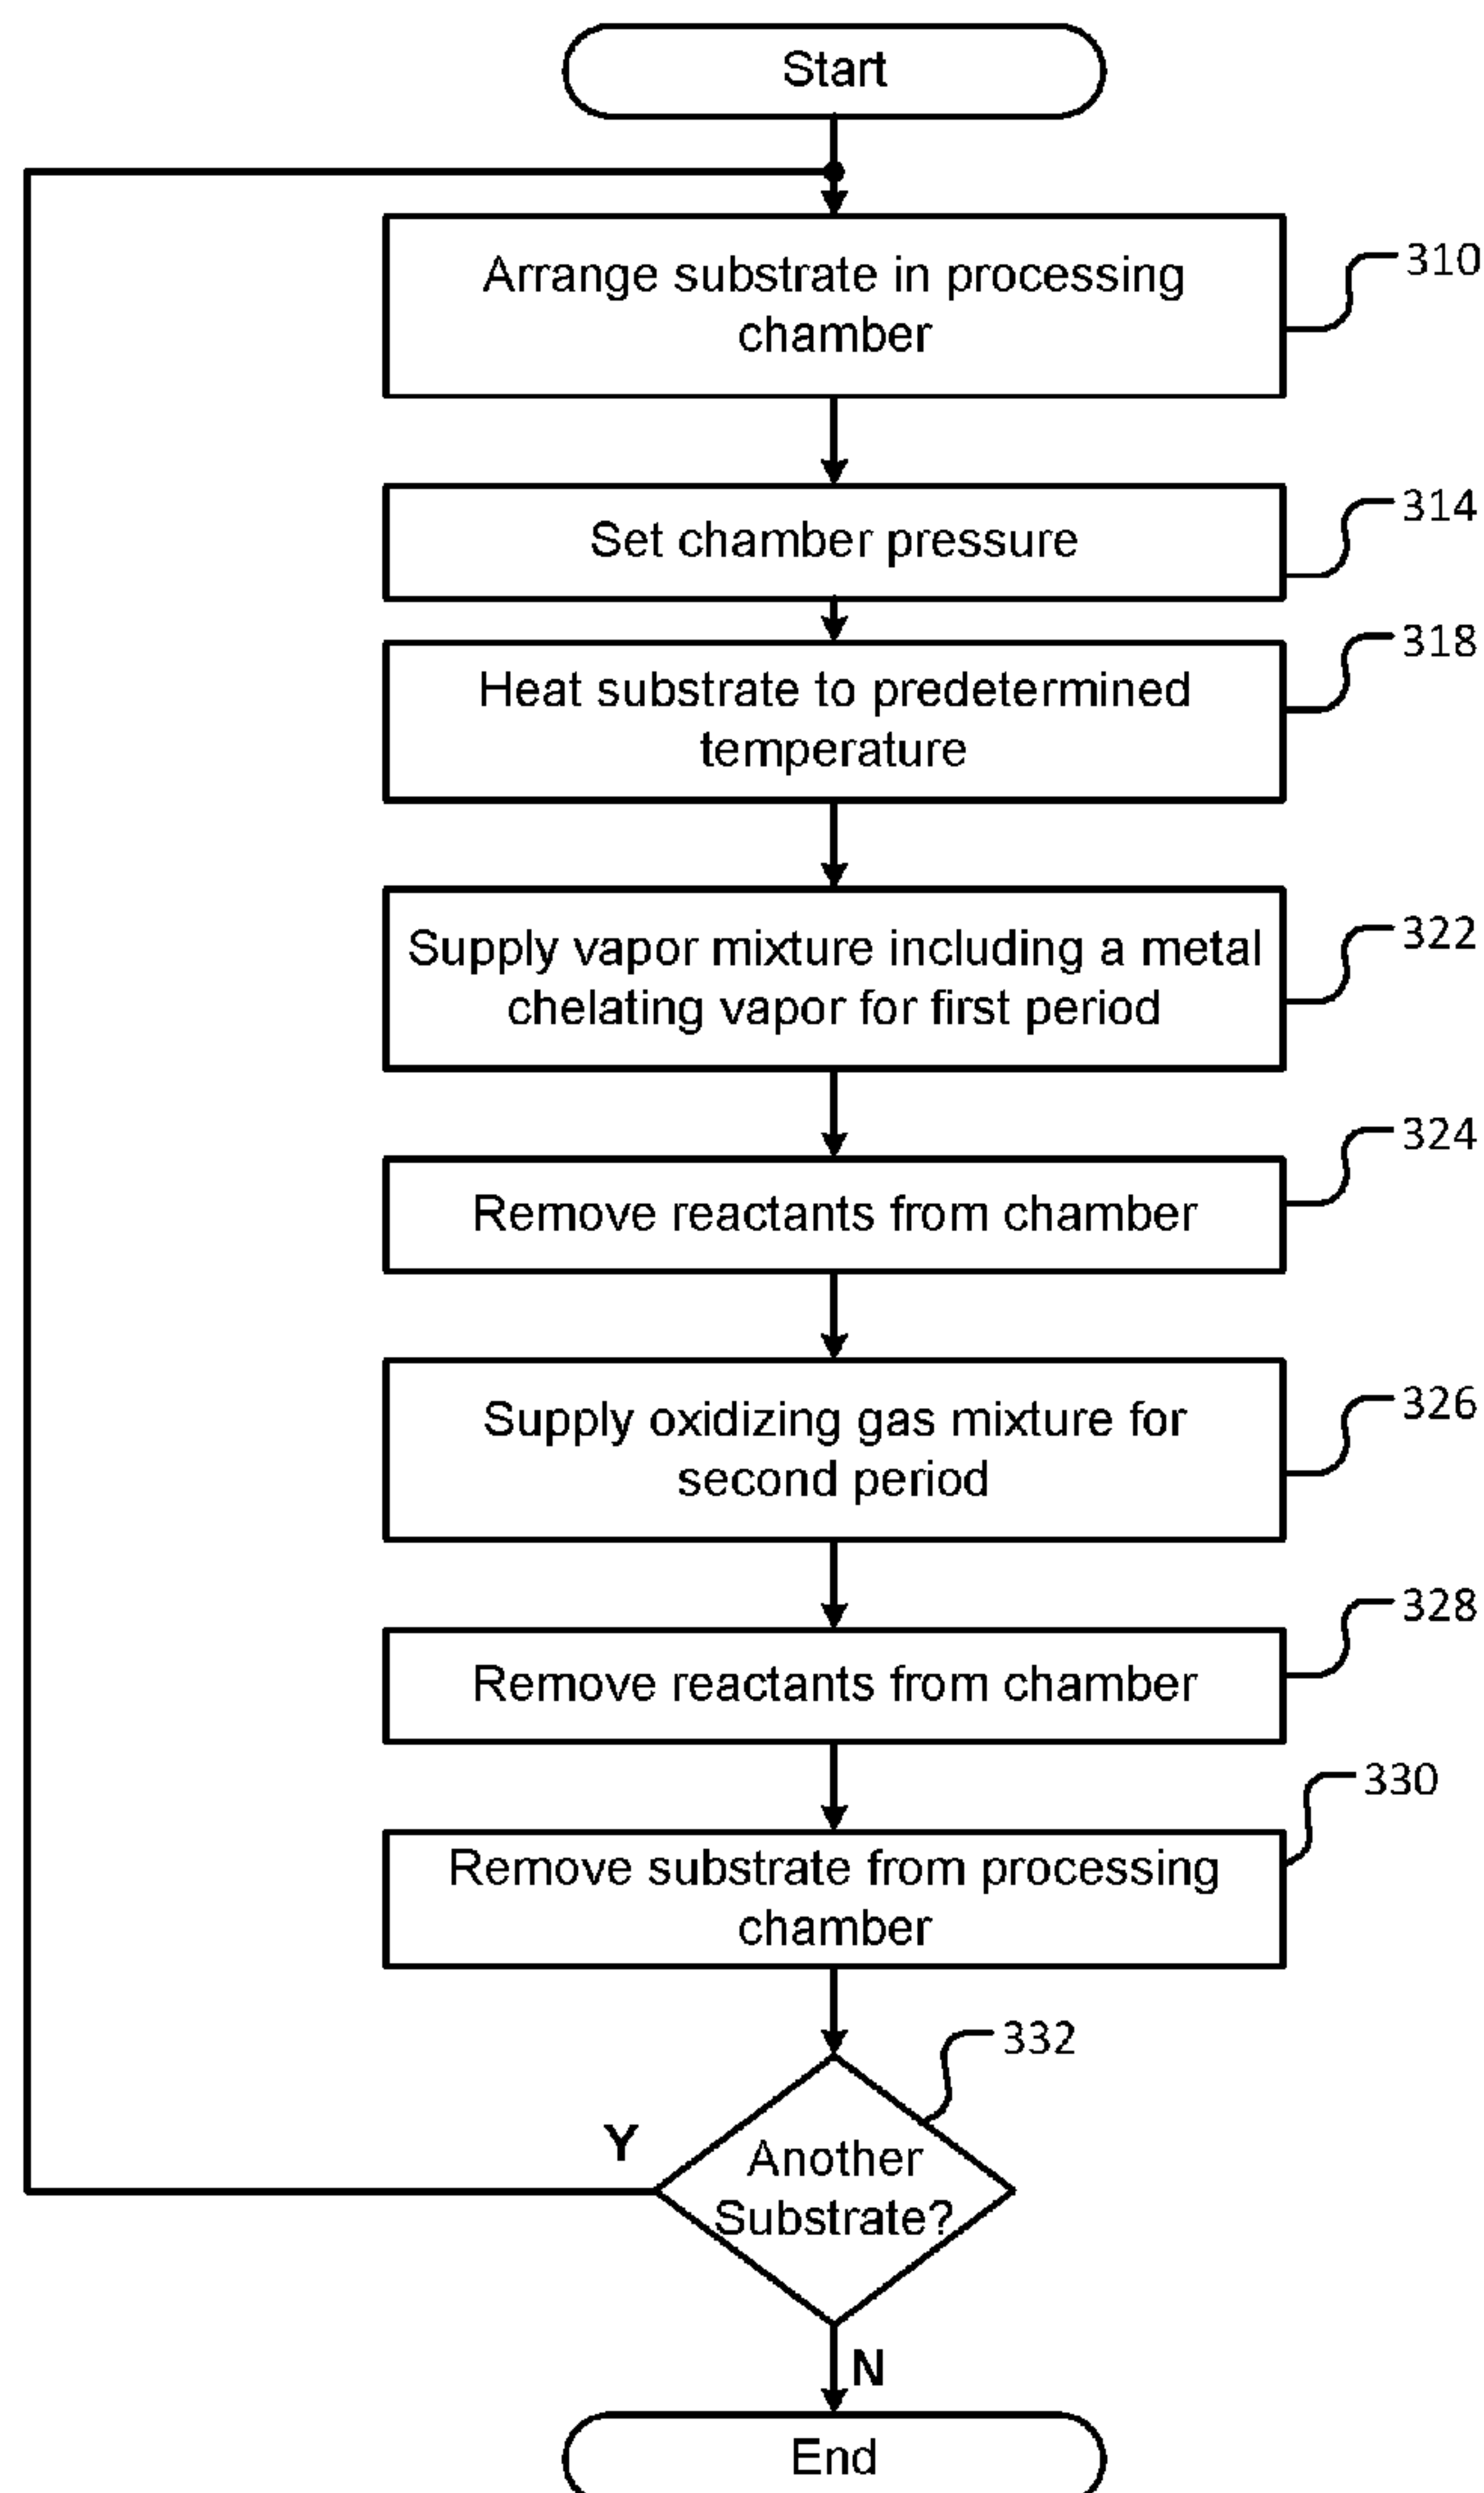 Start
Arrange substrate in processing
chamber
310
Set chamber pressure
314
Heat substrate to predetermined
temperature
318
Supply vapor mixture including a metal
chelating vapor for first period
322
Remove reactants from chamber
324
Supply oxidizing gas mixture for
second period
326
Remove reactants from chamber
328
Remove substrate from processing
chamber
330
Another
Substrate?
332
Y
N
End